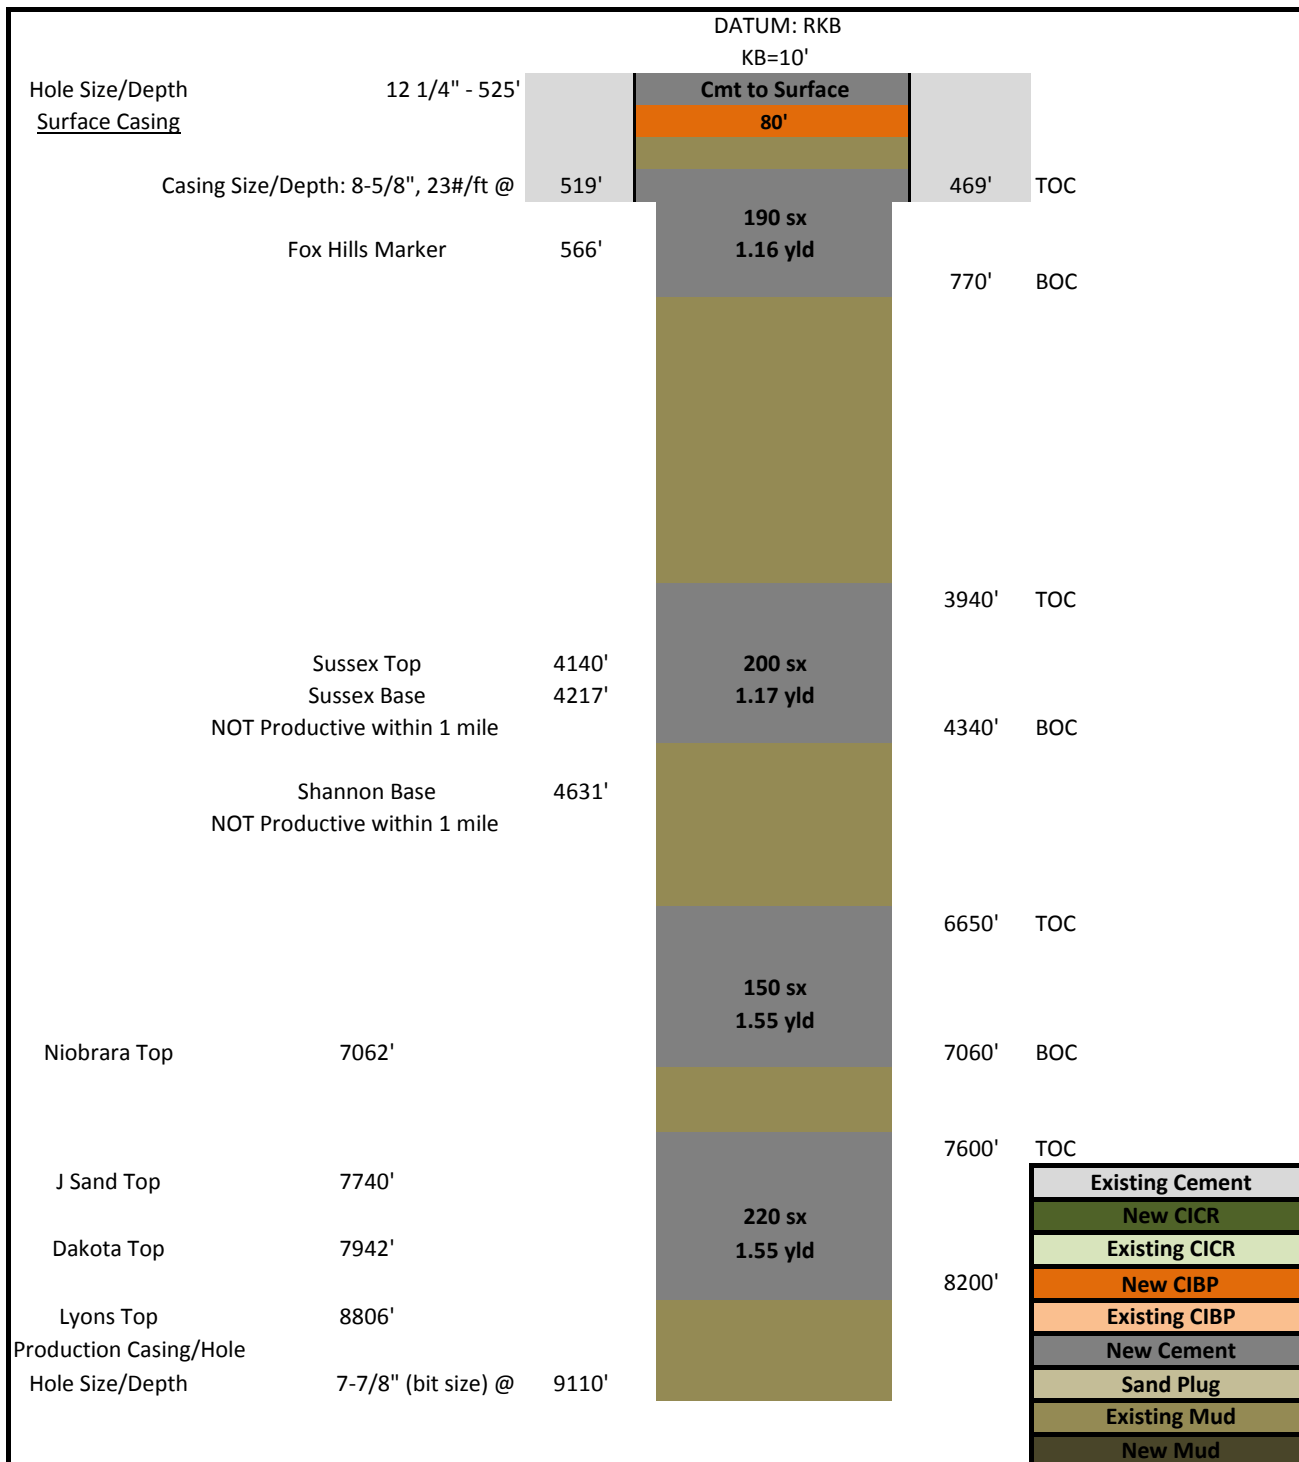 DATUM: RKB
KB=10'
Hole Size/Depth 12 1/4" - 525' Cmt to Surface
Surface Casing 80'
Casing Size/Depth: 8-5/8", 23#/ft @ 519' 469' TOC
190 sx
Fox Hills Marker 566' 1.16 yld
770' BOC
3940' TOC
Sussex Top 4140' 200 sx
Sussex Base 4217' 1.17 yld
NOT Productive within 1 mile 4340' BOC
Shannon Base 4631'
NOT Productive within 1 mile
6650' TOC
150 sx
1.55 yld
Niobrara Top 7062' 7060' BOC
7600' TOC
J Sand Top 7740' Existing Cement
220 sx New CICR
Dakota Top 7942' 1.55 yld Existing CICR
8200' New CIBP
Lyons Top 8806' Existing CIBP
Production Casing/Hole New Cement
Hole Size/Depth 7-7/8" (bit size) @ 9110' Sand Plug
Existing Mud
New Mud